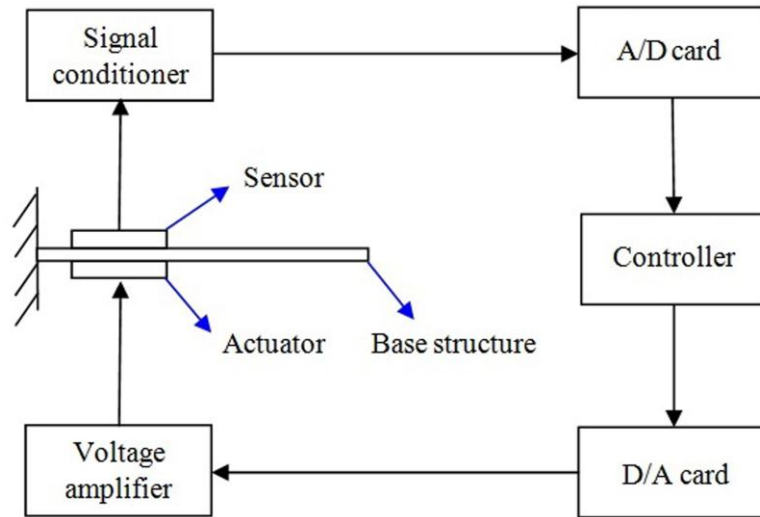 Signal
conditioner
A/D card
Sensor
Controller
Actuator
Base structure
Voltage
amplifier
D/A card